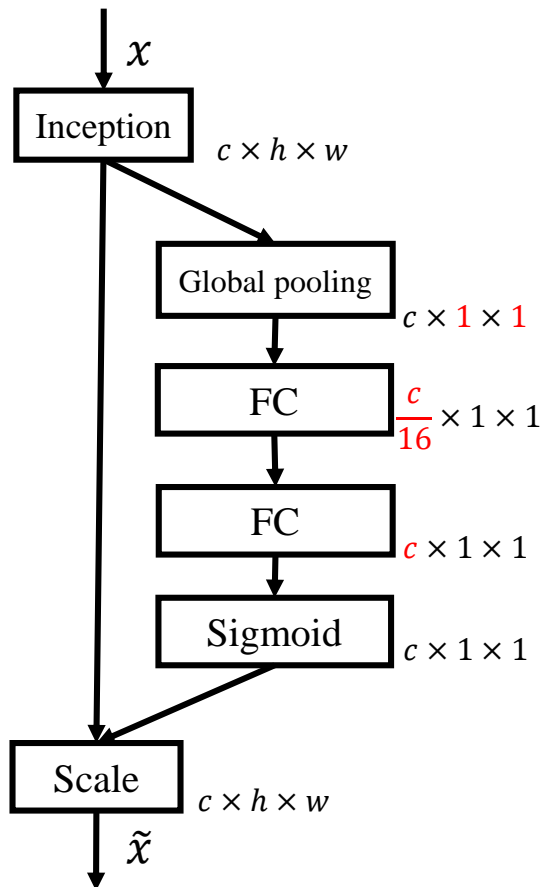 x
Inception
c × h × w
Global pooling
c × 1 × 1
FC
c/16 × 1 × 1
FC
c × 1 × 1
Sigmoid
c × 1 × 1
Scale
c × h × w
x̃